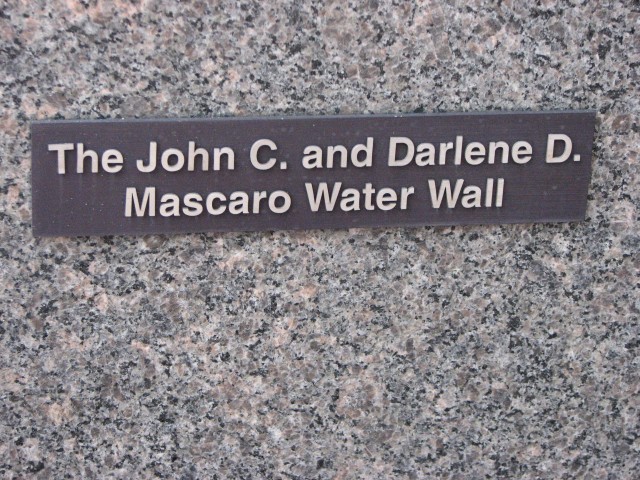 The John C. and Darlene D.
Mascaro Water Wall